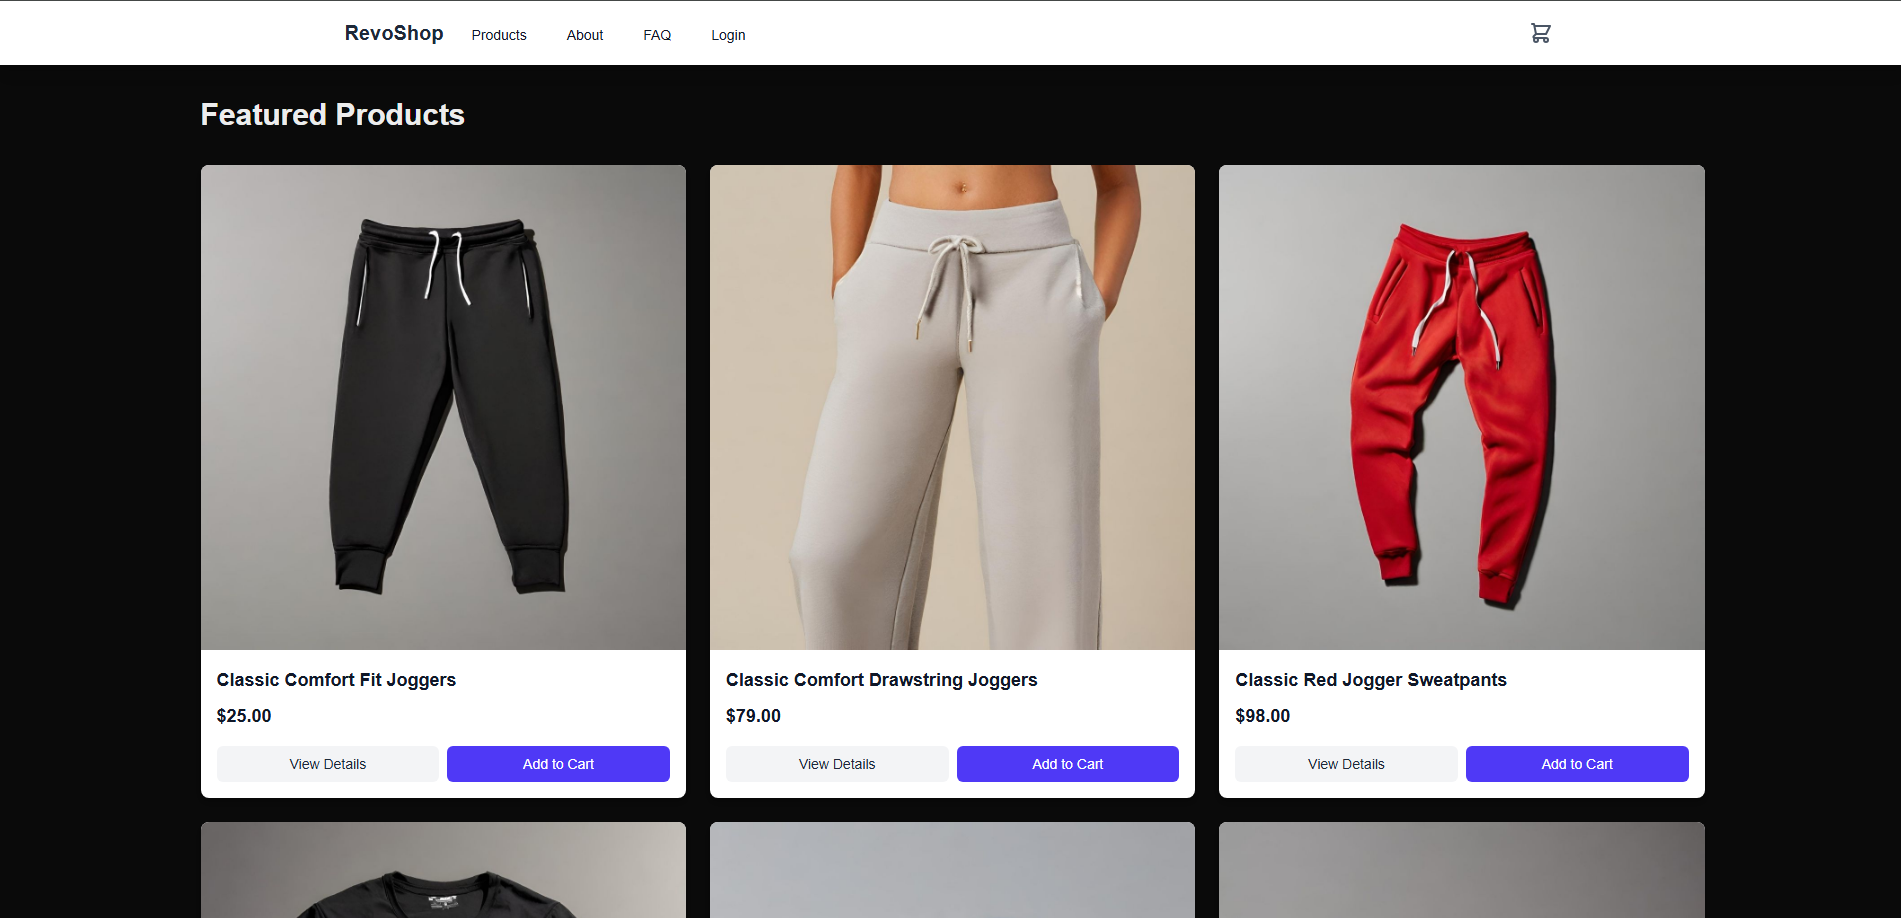 RevoShop Products About FAQ Login
Featured Products
Classic Comfort Fit Joggers
$25.00
View Details Add to Cart
Classic Comfort Drawstring Joggers
$79.00
View Details Add to Cart
Classic Red Jogger Sweatpants
$98.00
View Details Add to Cart